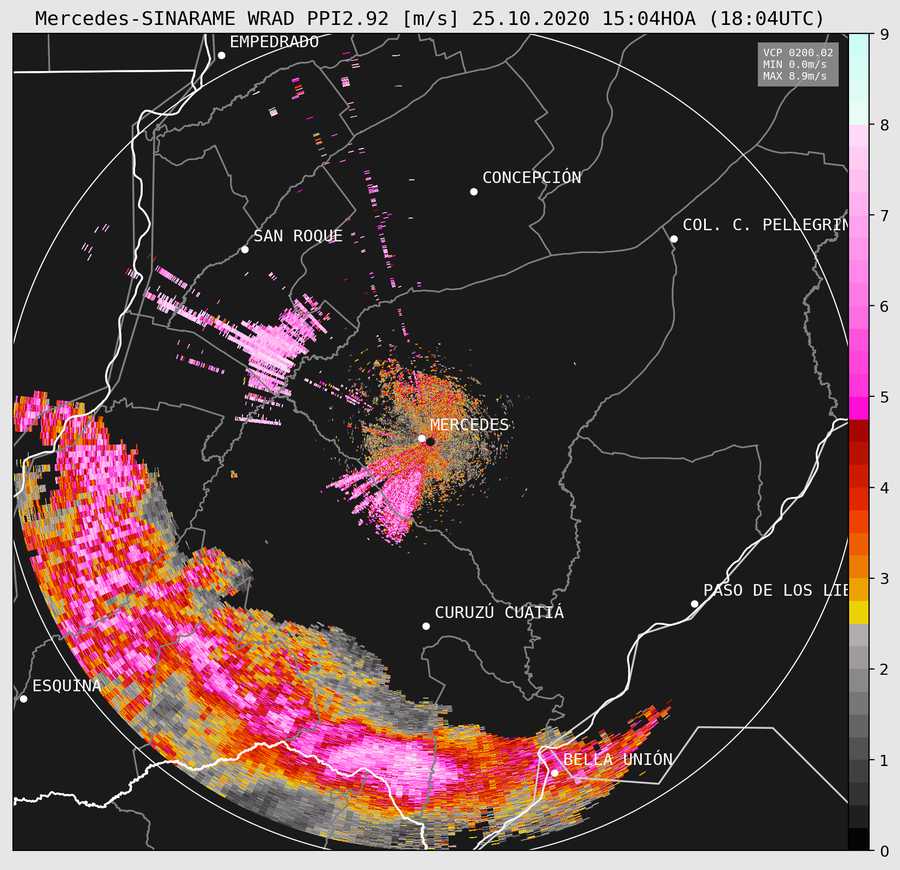 Mercedes-SINARAME WRAD PPI2.92 [m/s] 25.10.2020 15:04HOA (18:04UTC)
EMPEDRADO
VCP 0200.02
MIN 0.0m/s
MAX 8.9m/s
CONCEPCIÓN
SAN ROQUE
COL. C. PELLEGRIN
MERCEDES
PASO DE LOS LIB
CURUZÚ CUATIÁ
ESQUINA
BELLA UNIÓN
9
8
7
6
5
4
3
2
1
0